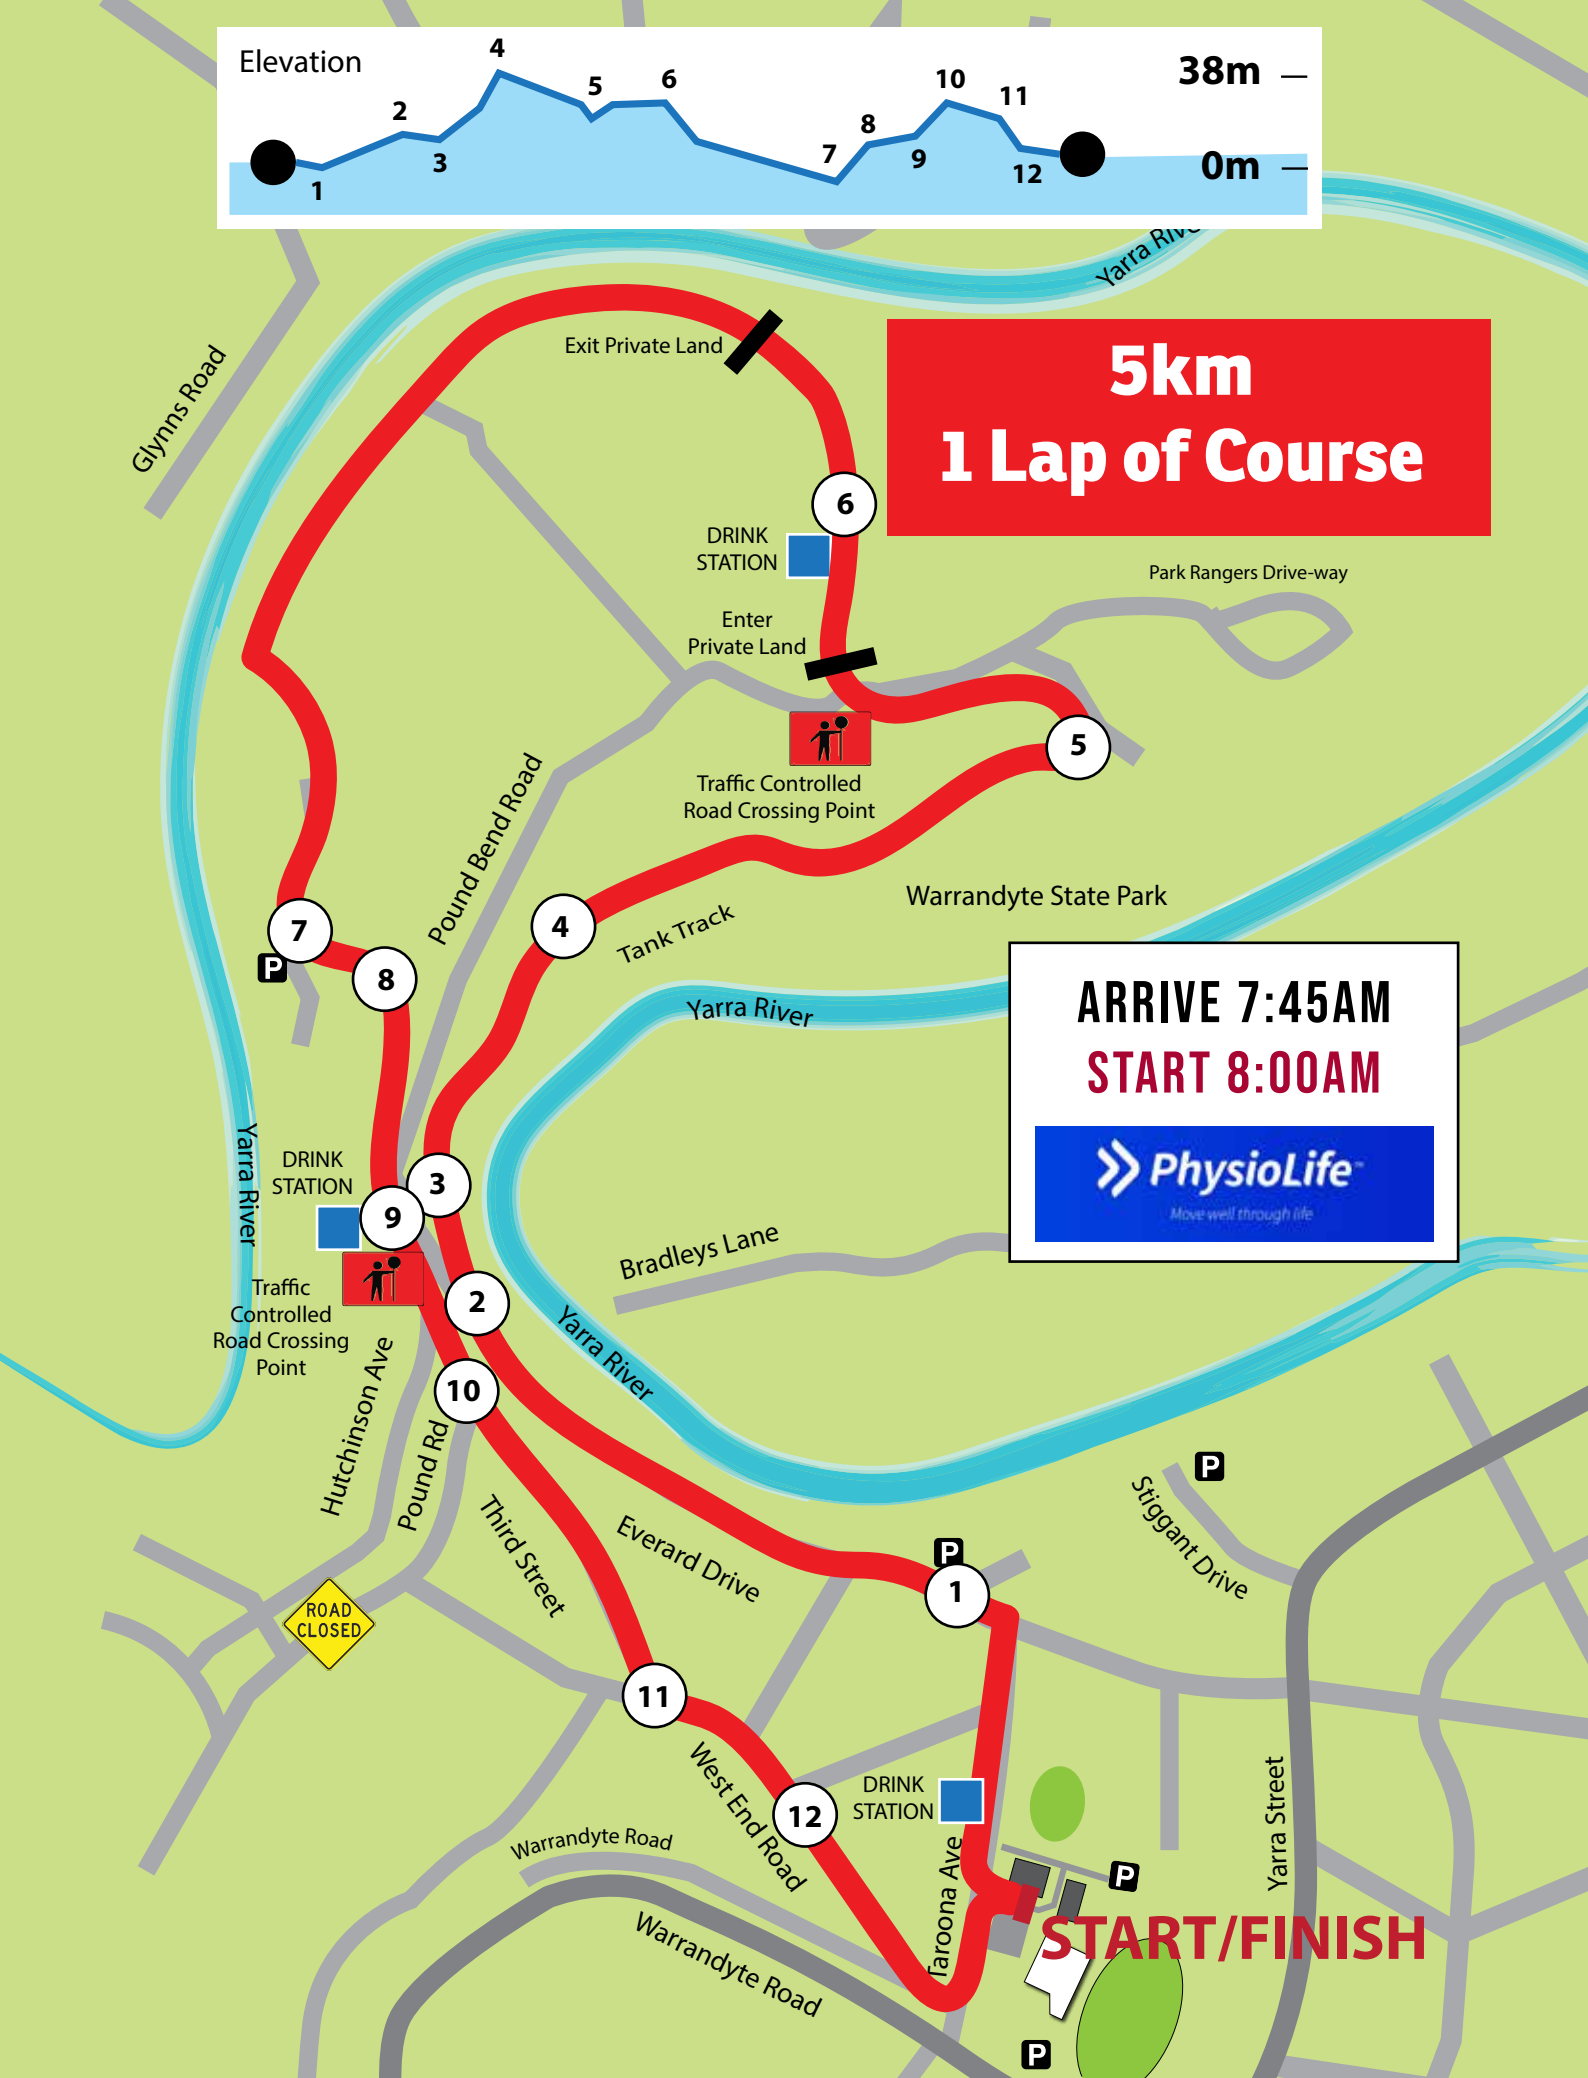 Elevation
4
38m
5
6
10
11
2
8
3
7
9
0m
12
1
Yarra River
Glynns Road
Exit Private Land
5km
1 Lap of Course
6
DRINK
STATION
Park Rangers Drive-way
Enter
Private Land
5
Traffic Controlled
Road Crossing Point
Pound Bend Road
Warrandyte State Park
4
Tank Track
7
P
8
Yarra River
ARRIVE 7:45AM
START 8:00AM
PhysioLife™
Move well through life
Yarra River
DRINK
STATION
3
9
Bradleys Lane
Traffic
Controlled
Road Crossing
Point
2
Yarra River
Hutchinson Ave
10
Pound Rd
P
Stiggant Drive
Third Street
Everard Drive
P
1
ROAD
CLOSED
11
West End Road
12
DRINK
STATION
Warrandyte Road
Taroona Ave
P
Yarra Street
START/FINISH
Warrandyte Road
P